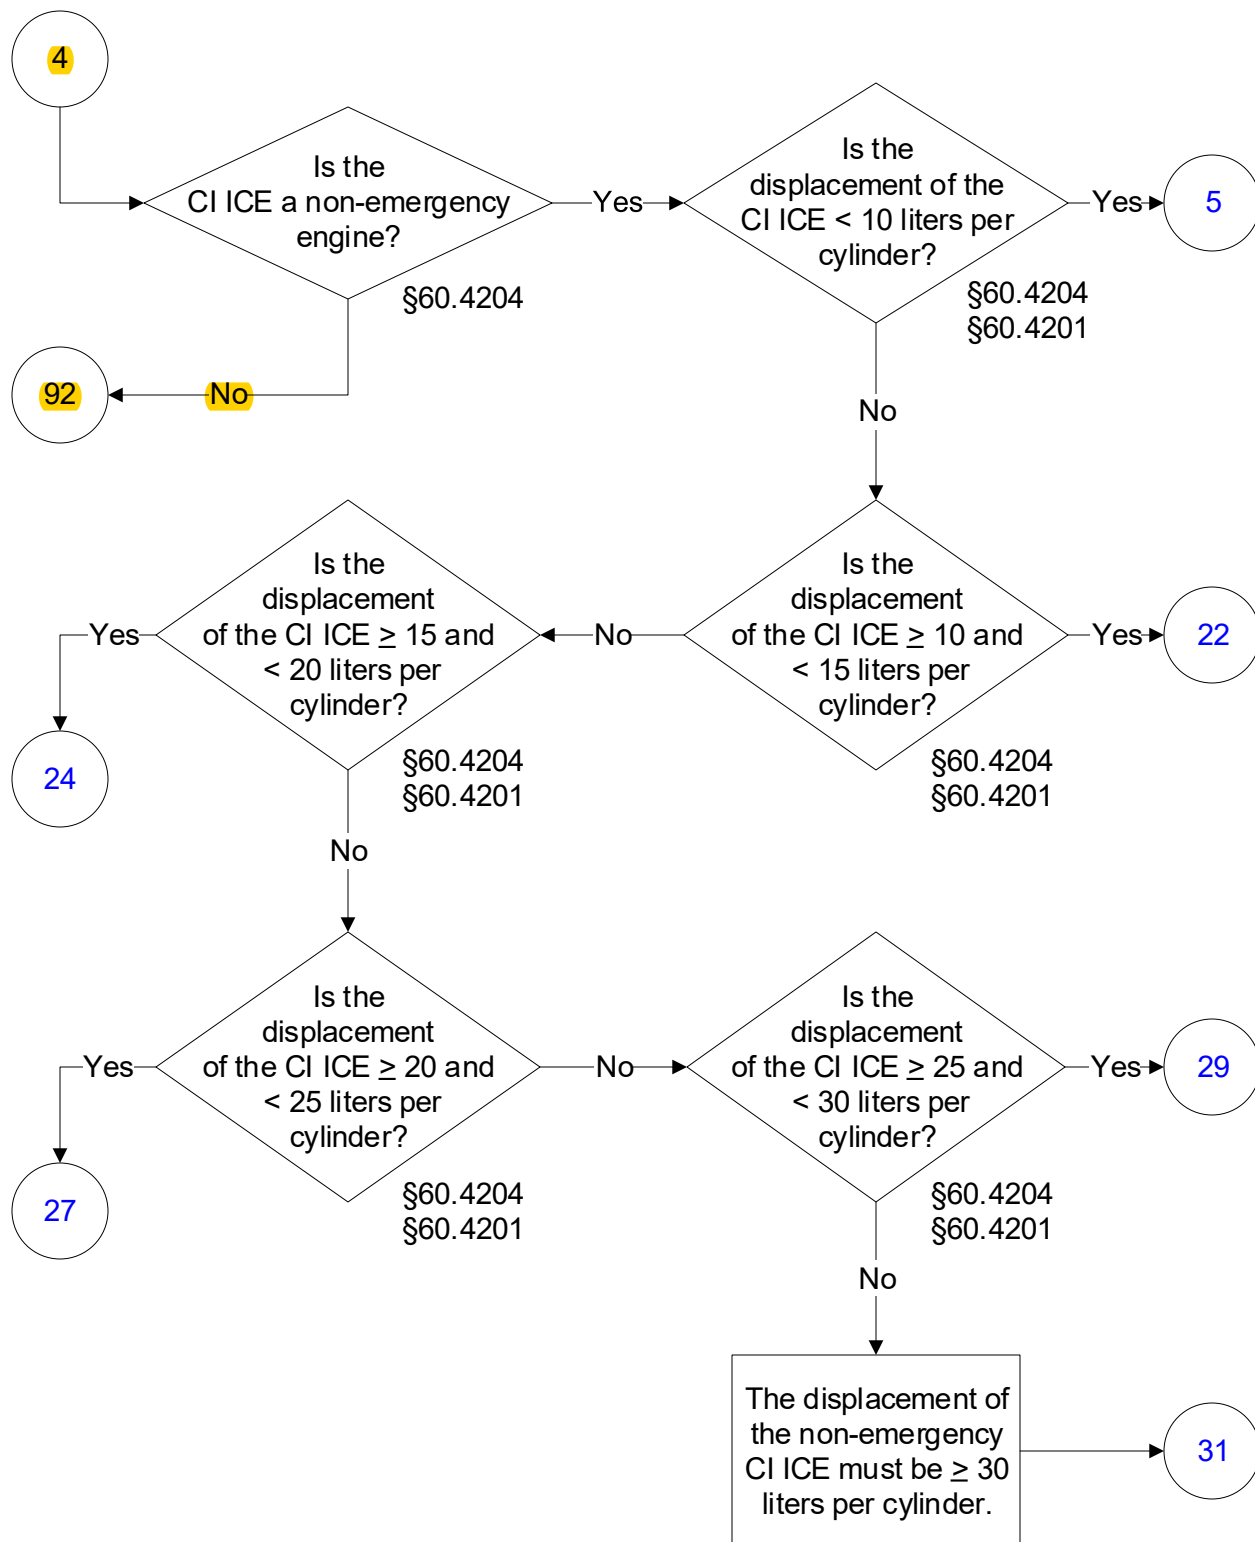 4
Is the
CI ICE a non-emergency
engine?
§60.4204
Yes
Is the
displacement of the
CI ICE < 10 liters per
cylinder?
§60.4204
§60.4201
Yes
5
92
No
No
Is the
displacement
of the CI ICE ≥ 10 and
< 15 liters per
cylinder?
§60.4204
§60.4201
Yes
22
No
Is the
displacement
of the CI ICE ≥ 15 and
< 20 liters per
cylinder?
§60.4204
§60.4201
Yes
24
No
Is the
displacement
of the CI ICE ≥ 20 and
< 25 liters per
cylinder?
§60.4204
§60.4201
Yes
27
No
Is the
displacement
of the CI ICE ≥ 25 and
< 30 liters per
cylinder?
§60.4204
§60.4201
Yes
29
No
The displacement of
the non-emergency
CI ICE must be ≥ 30
liters per cylinder.
31